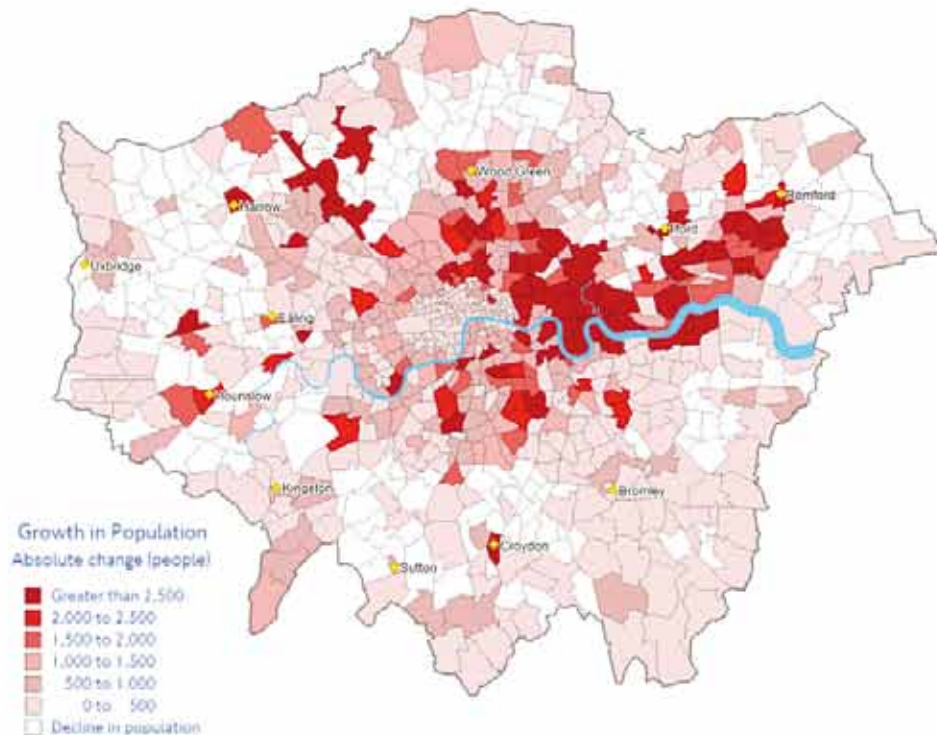 Wood Green
Romford
Harrow
Ilford
Uxbridge
Ealing
Hounslow
Kingston
Bromley
Growth in Population
Absolute change (people)
Croydon
Sutton
Greater than 2,500
2,000 to 2,500
1,500 to 2,000
1,000 to 1,500
500 to 1,000
0 to 500
Decline in population